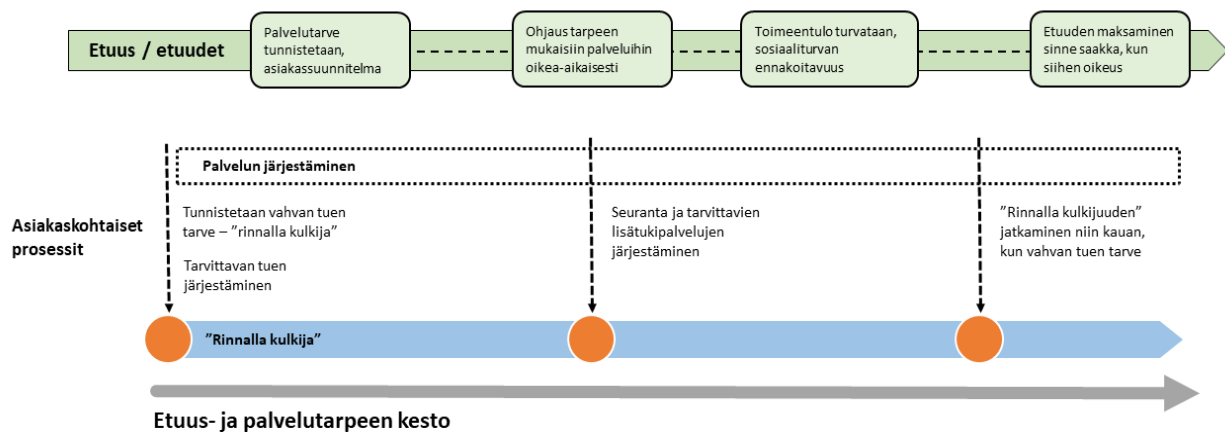 Etuus / etuudet
Palvelutarve
tunnistetaan,
asiakassuunnitelma
Ohjaus tarpeen
mukaisiin palveluihin
oikea-aikaisesti
Toimeentulo turvataan,
sosiaaliturvan
ennakoitavuus
Etuuden maksaminen
sinne saakka, kun
siihen oikeus
Palvelun järjestäminen
Asiakaskohtaiset
prosessit
Tunnistetaan vahvan tuen
tarve – ”rinnalla kulkija”
Tarvittavan tuen
järjestäminen
Seuranta ja tarvittavien
lisätukipalvelujen
järjestäminen
”Rinnalla kulkijuuden”
jatkaminen niin kauan,
kun vahvan tuen tarve
”Rinnalla kulkija”
Etuus- ja palvelutarpeen kesto